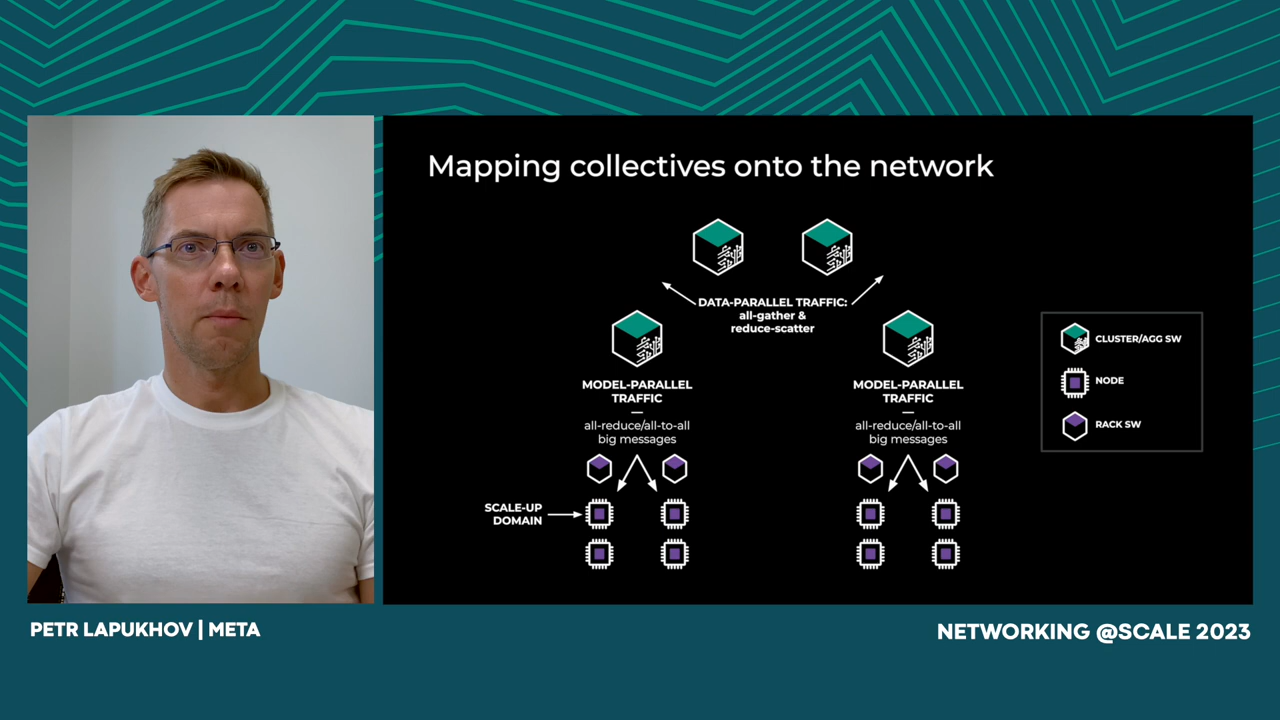 Mapping collectives onto the network
DATA-PARALLEL TRAFFIC:
all-gather &
reduce-scatter
MODEL-PARALLEL
TRAFFIC
—
all-reduce/all-to-all
big messages
MODEL-PARALLEL
TRAFFIC
—
all-reduce/all-to-all
big messages
SCALE-UP
DOMAIN
CLUSTER/AGG SW
NODE
RACK SW
PETR LAPUKHOV | META
NETWORKING @SCALE 2023